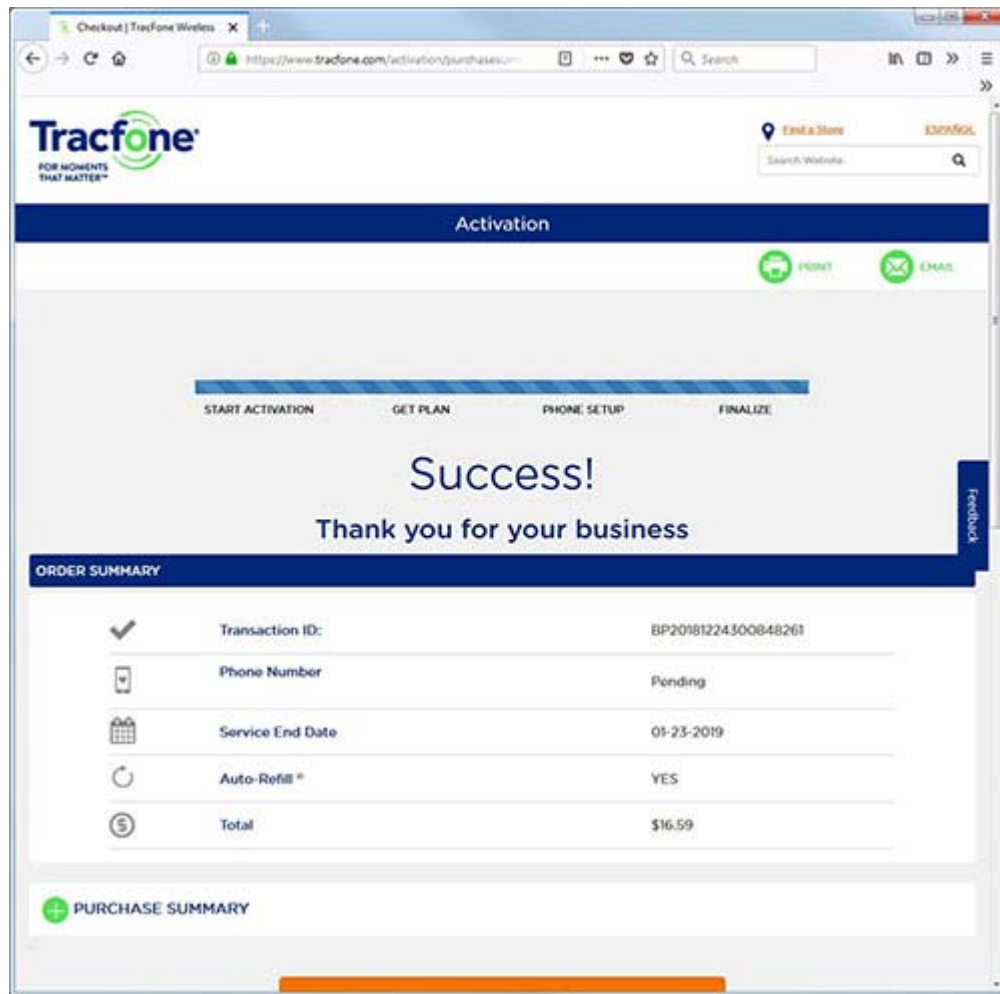 Checkout | TracFone Wireless
https://www.tracfone.com/activation/purchasesum
Search
Tracfone
FOR MOMENTS
THAT MATTER™
Find a Store
ESPAÑOL
Search Website
Activation
PRINT
EMAIL
START ACTIVATION GET PLAN PHONE SETUP FINALIZE
Success!
Thank you for your business
Feedback
ORDER SUMMARY
Transaction ID: BP20181224300848261
Phone Number Pending
Service End Date 01-23-2019
Auto-Refill ® YES
Total $16.59
PURCHASE SUMMARY